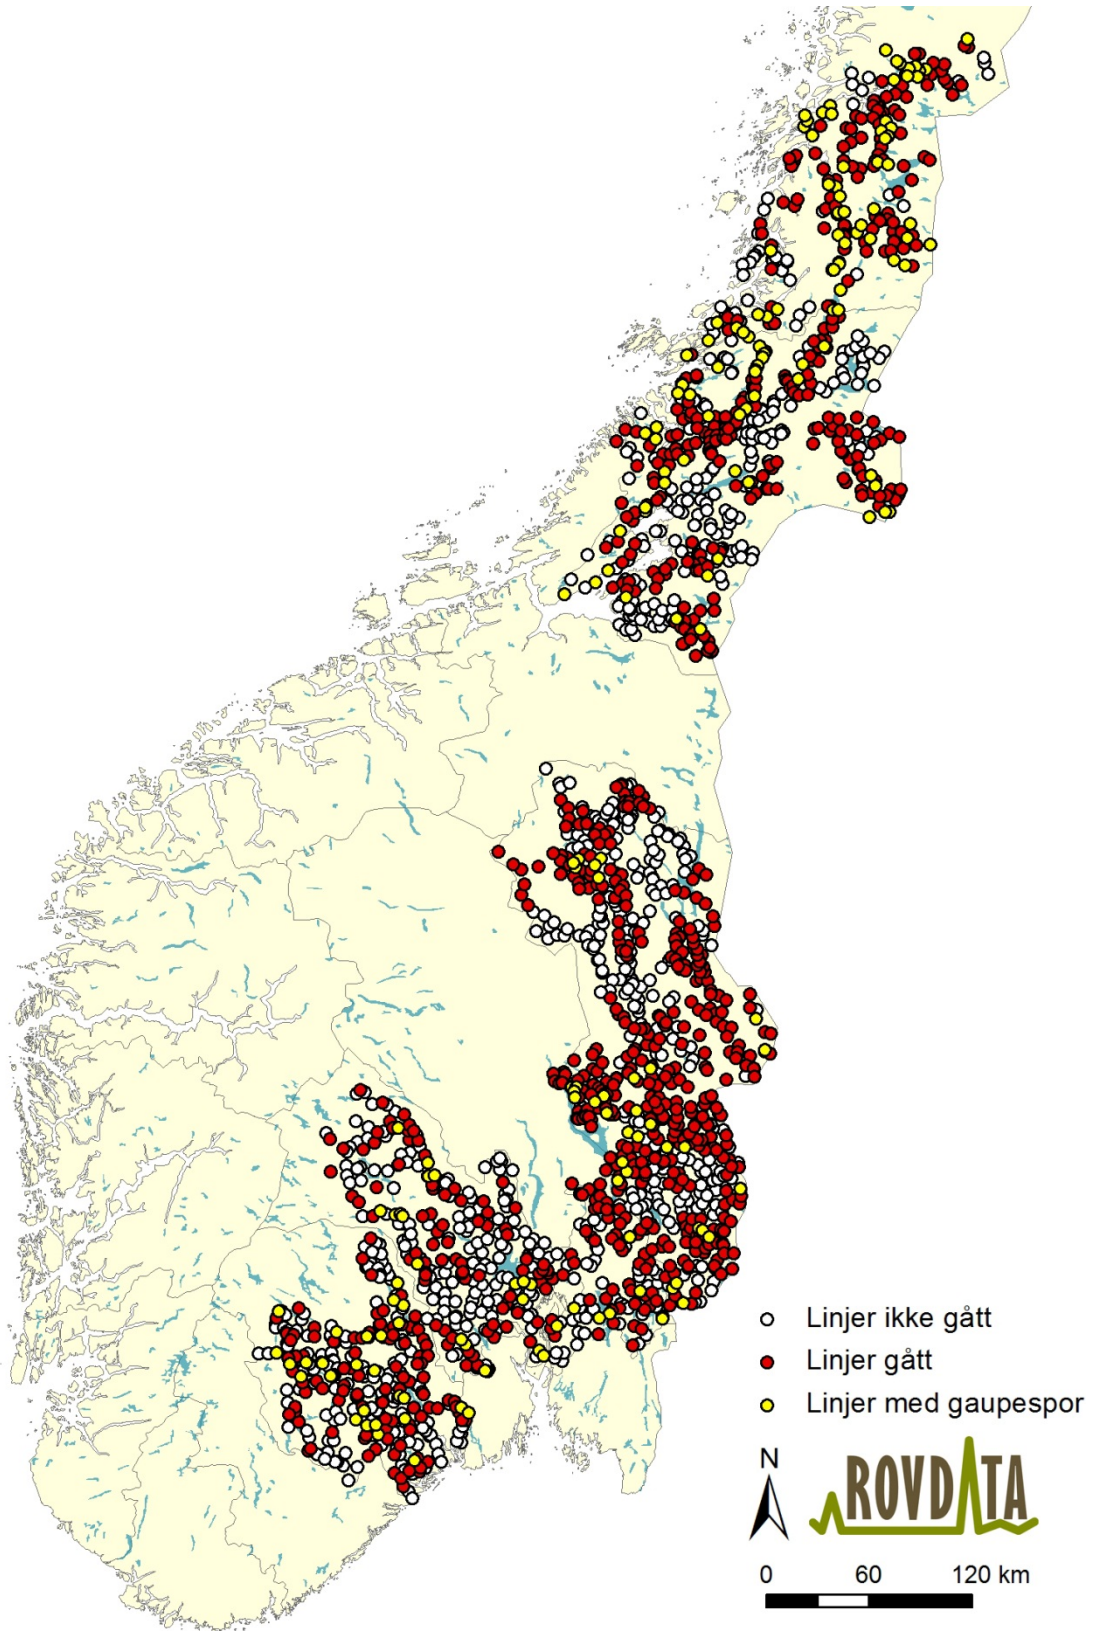 Linjer ikke gått
Linjer gått
Linjer med gaupespor
N
ROVDATA
0 60 120 km